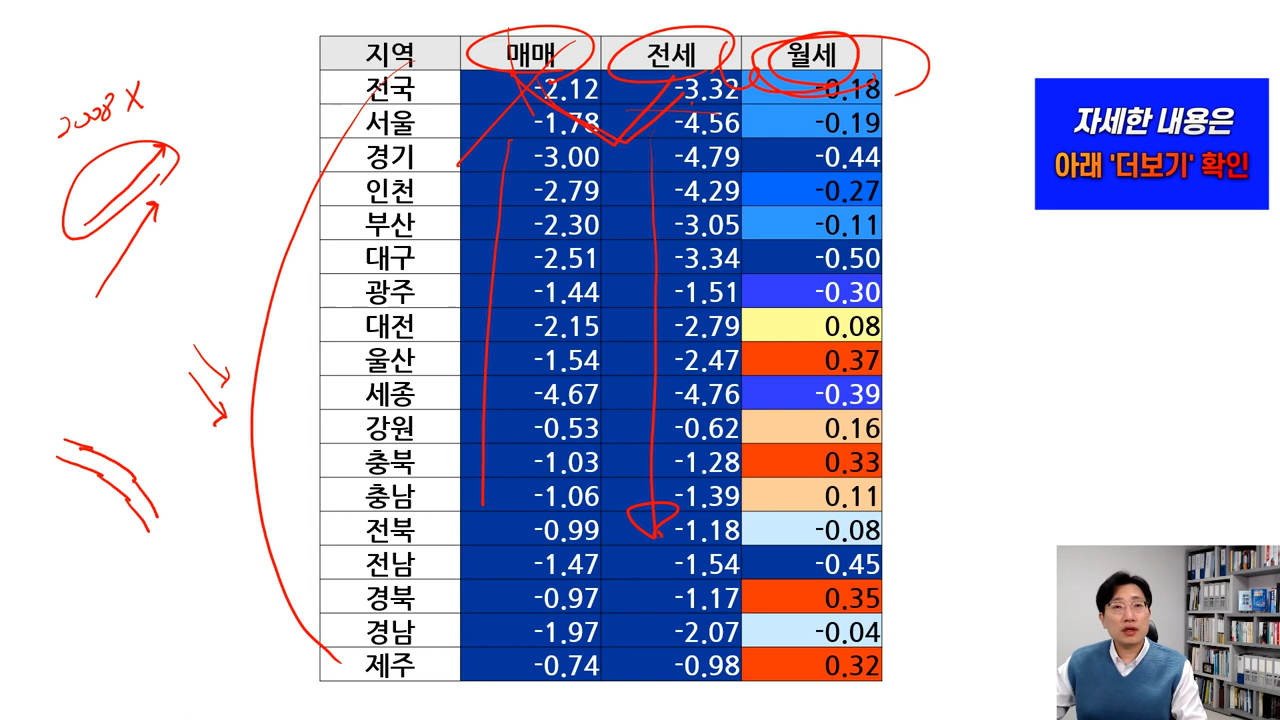 지역 매매 전세 월세
전국 -2.12 -3.32 -0.18
서울 -1.78 -4.56 -0.19
경기 -3.00 -4.79 -0.44
인천 -2.79 -4.29 -0.27
부산 -2.30 -3.05 -0.11
대구 -2.51 -3.34 -0.50
광주 -1.44 -1.51 -0.30
대전 -2.15 -2.79 0.08
울산 -1.54 -2.47 0.37
세종 -4.67 -4.76 -0.39
강원 -0.53 -0.62 0.16
충북 -1.03 -1.28 0.33
충남 -1.06 -1.39 0.11
전북 -0.99 -1.18 -0.08
전남 -1.47 -1.54 -0.45
경북 -0.97 -1.17 0.35
경남 -1.97 -2.07 -0.04
제주 -0.74 -0.98 0.32
2008 X
자세한 내용은
아래 '더보기' 확인